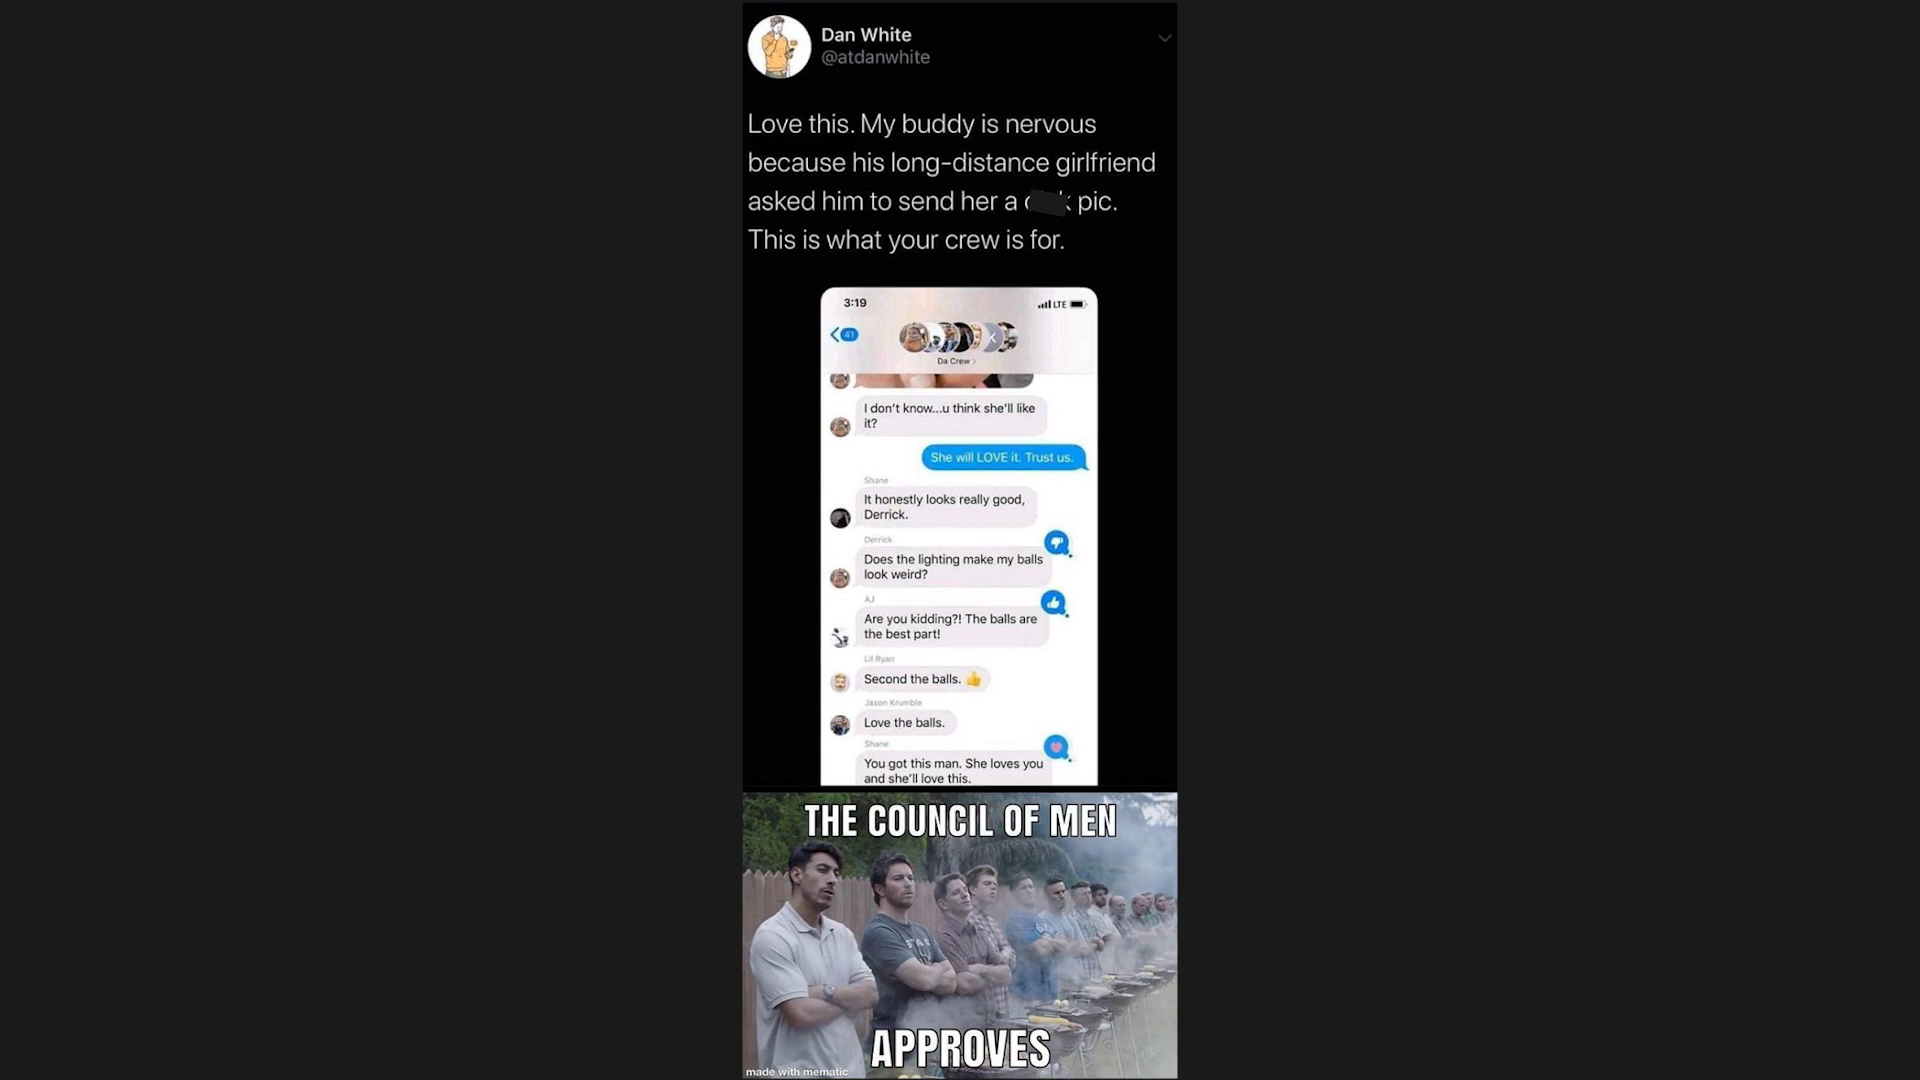 Dan White
@atdanwhite
Love this. My buddy is nervous
because his long-distance girlfriend
asked him to send her a pic.
This is what your crew is for.
3:19
LTE
41
Da Crew
I don't know...u think she'll like
it?
She will LOVE it. Trust us.
Shane
It honestly looks really good,
Derrick.
Derrick
Does the lighting make my balls
look weird?
AJ
Are you kidding?! The balls are
the best part!
Lil Ryan
Second the balls. 👍
Jason Krumble
Love the balls.
Shane
You got this man. She loves you
and she'll love this.
THE COUNCIL OF MEN
APPROVES
made with mematic